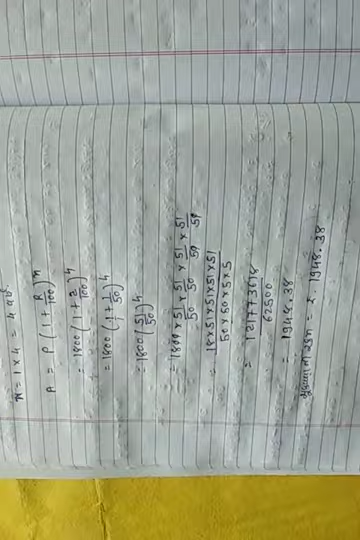 n = 1 × 4 = 4
A = P (1 + R/100)^n
= 1800 (1 + 2/100)^4
= 1800 (1/1 + 1/50)^4
= 1800 (51/50)^4
= 1800 × 51/50 × 51/50 × 51/50 × 51/50
= 18×51×51×51×51 / 50×50×5×5
= 121773618 / 62500
= 1948.38
= 1948.38